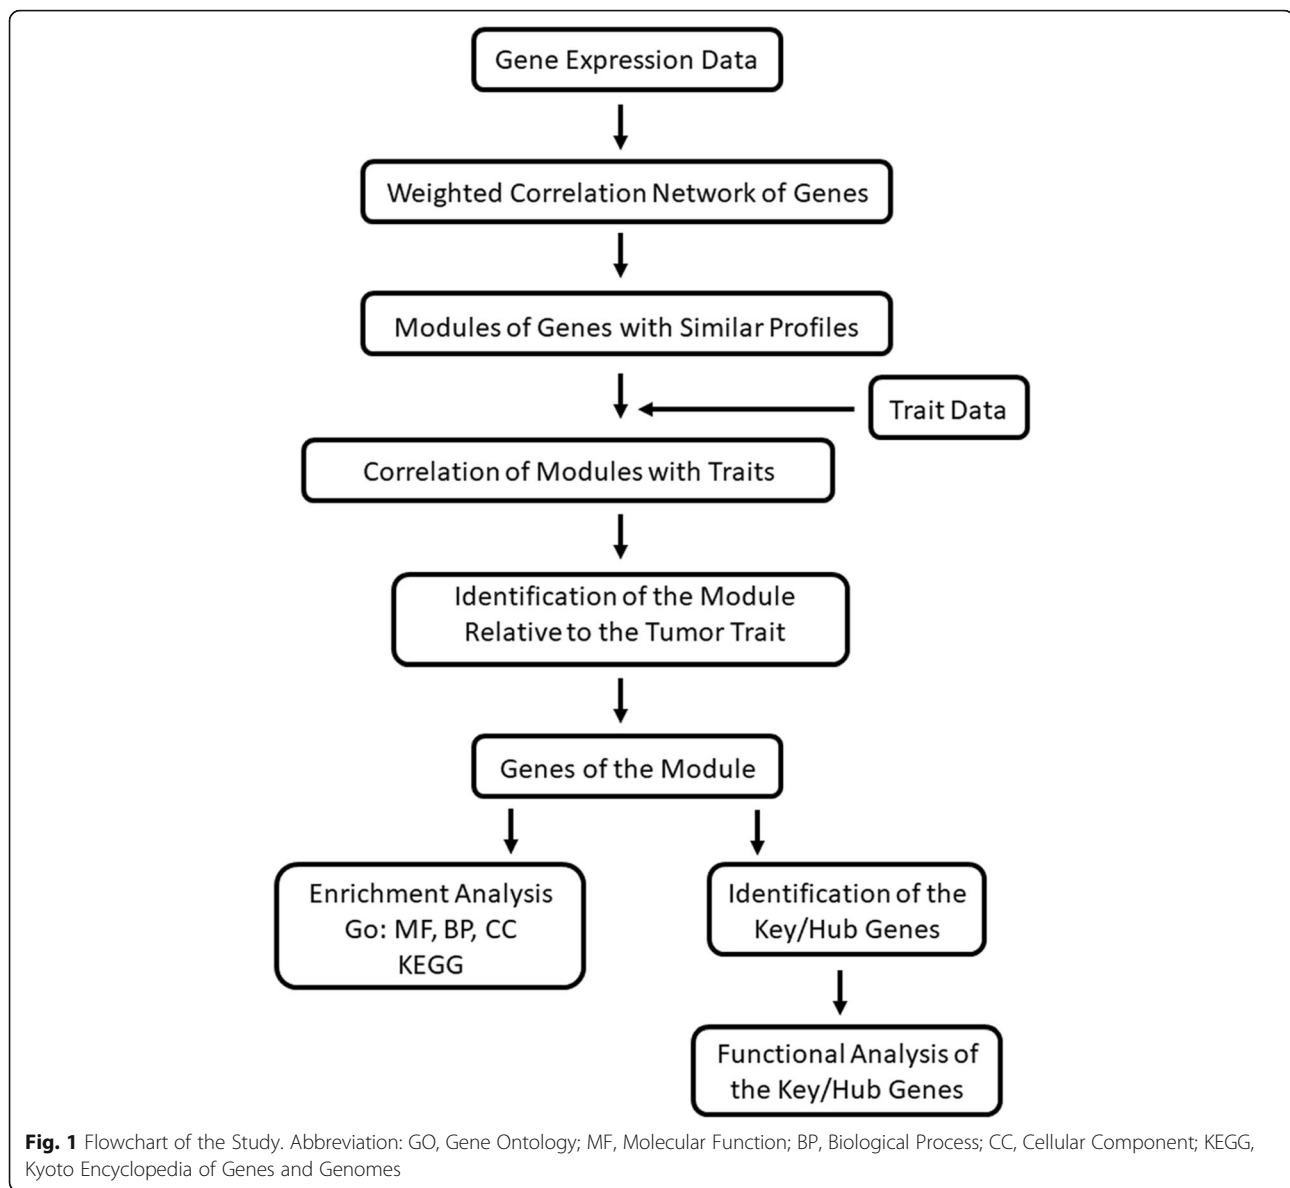 Gene Expression Data
Weighted Correlation Network of Genes
Modules of Genes with Similar Profiles
Trait Data
Correlation of Modules with Traits
Identification of the Module
Relative to the Tumor Trait
Genes of the Module
Enrichment Analysis
Go: MF, BP, CC
KEGG
Identification of the
Key/Hub Genes
Functional Analysis of
the Key/Hub Genes
Fig. 1 Flowchart of the Study. Abbreviation: GO, Gene Ontology; MF, Molecular Function; BP, Biological Process; CC, Cellular Component; KEGG,
Kyoto Encyclopedia of Genes and Genomes